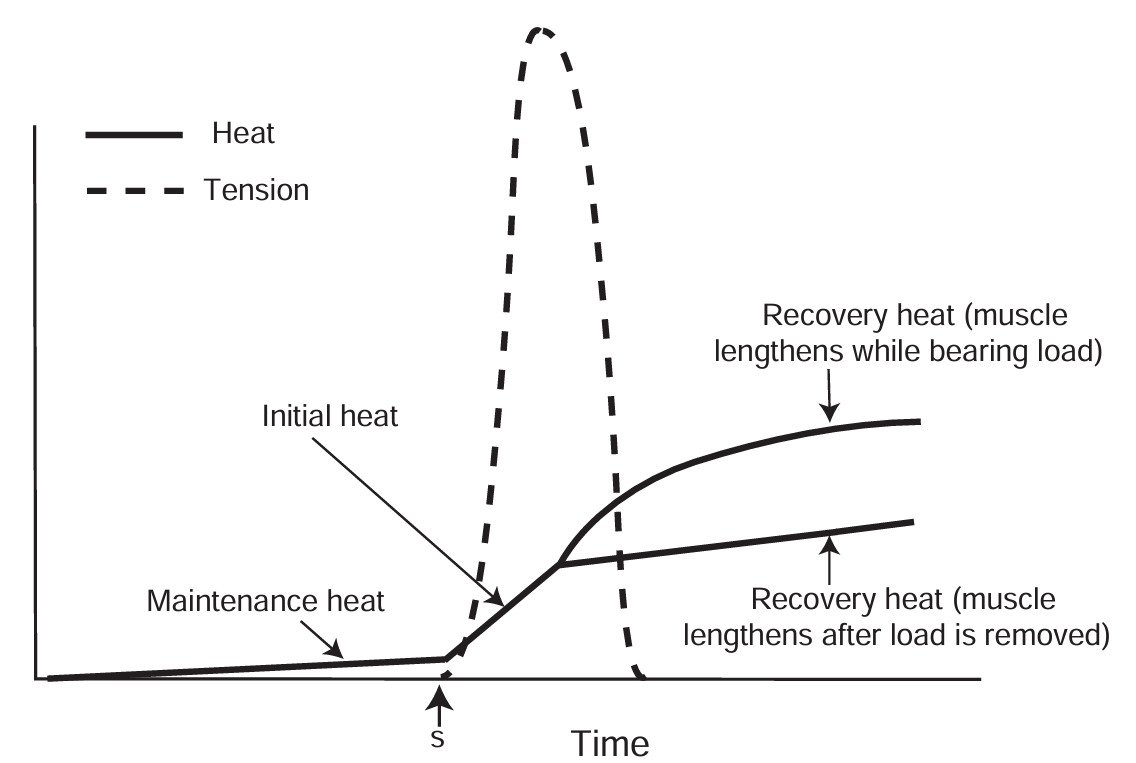 Heat
Tension
Recovery heat (muscle
lengthens while bearing load)
Initial heat
Maintenance heat
Recovery heat (muscle
lengthens after load is removed)
s
Time